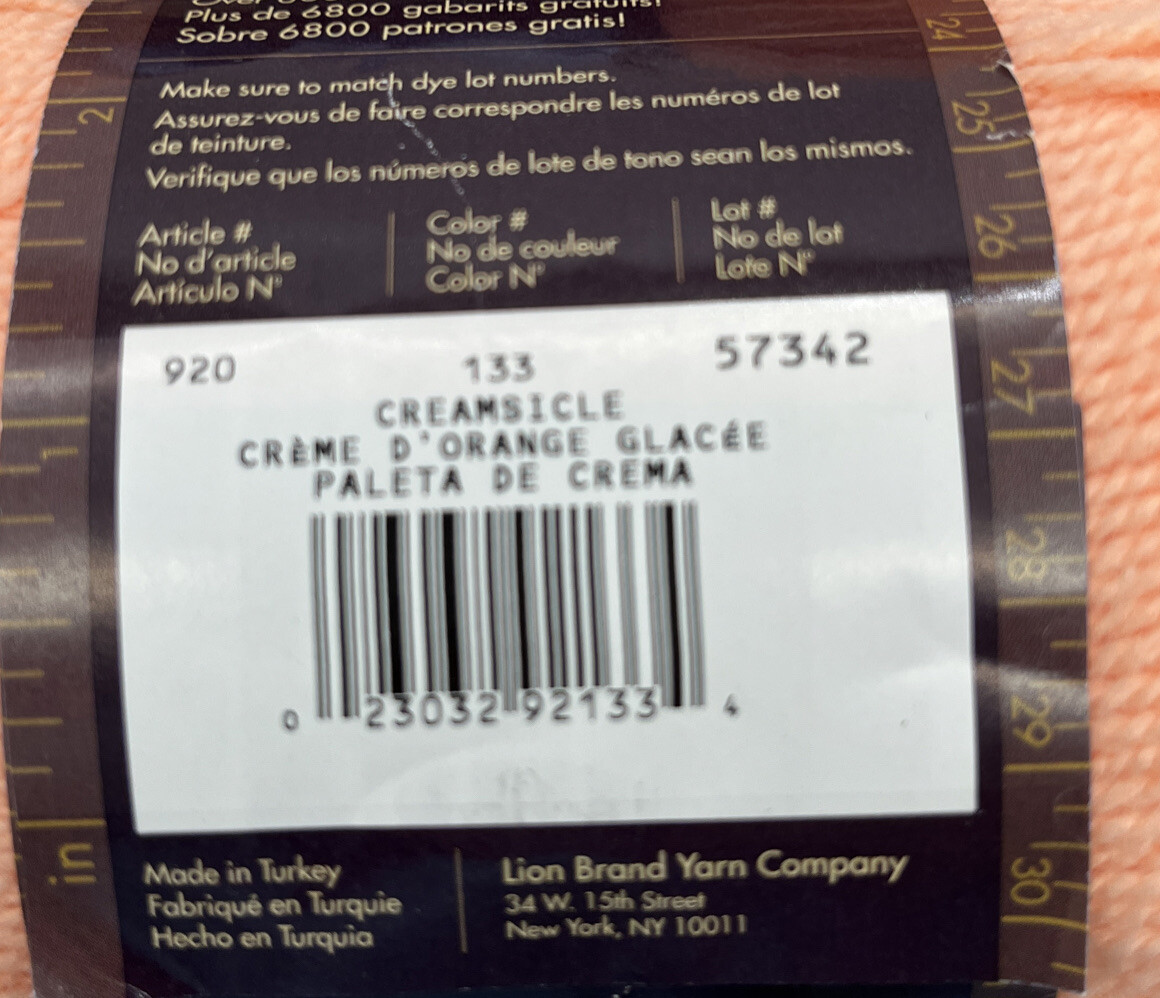 Plus de 6800 gabarits gratuits!
Sobre 6800 patrones gratis!
Make sure to match dye lot numbers.
Assurez-vous de faire correspondre les numéros de lot
de teinture.
Verifique que los números de lote de tono sean los mismos.
Article #
No d'article
Artículo N°
Color #
No de couleur
Color N°
Lot #
No de lot
Lote N°
920 133 57342
CREAMSICLE
CRÈME D'ORANGE GLACÉE
PALETA DE CREMA
0 23032 92133 4
Made in Turkey
Fabriqué en Turquie
Hecho en Turquia
Lion Brand Yarn Company
34 W. 15th Street
New York, NY 10011
2
1
in
24
25
26
27
28
29
30